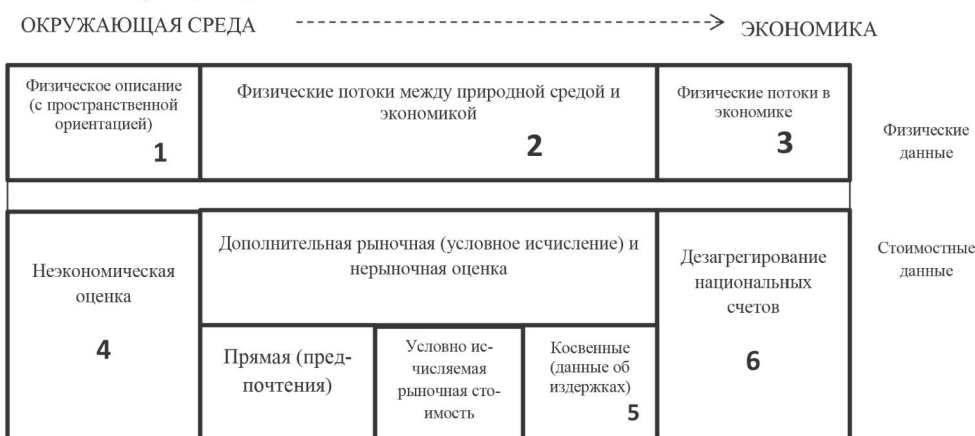 ОКРУЖАЮЩАЯ СРЕДА
ЭКОНОМИКА
Физическое описание
(с пространственной
ориентацией)
1
Физические потоки между природной средой и
экономикой
2
Физические потоки в
экономике
3
Физические
данные
Неэкономическая
оценка
4
Дополнительная рыночная (условное исчисление) и
нерыночная оценка
Прямая (пред-
почтения)
Условно ис-
числяемая
рыночная сто-
имость
Косвенные
(данные об
издержках)
5
Дезагрегирование
национальных
счетов
6
Стоимостные
данные